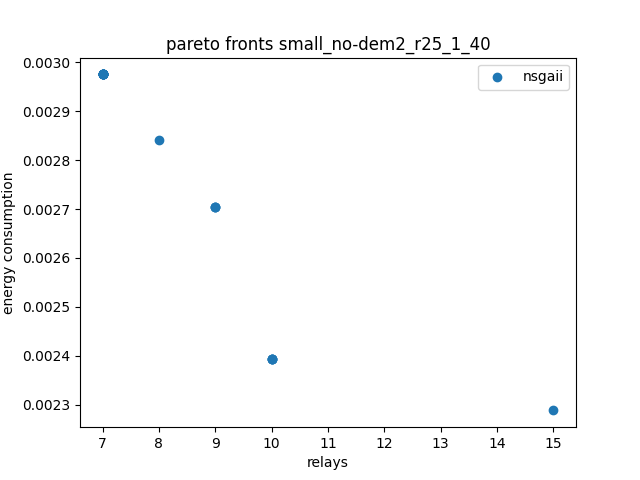 pareto fronts small_no-dem2_r25_1_40
nsgaii
energy consumption
0.0030
0.0029
0.0028
0.0027
0.0026
0.0025
0.0024
0.0023
7 8 9 10 11 12 13 14 15
relays